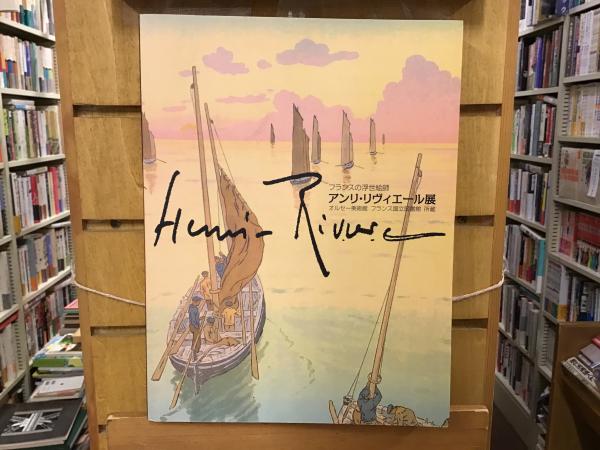 フランスの浮世絵師
アンリ・リヴィエール展
オルセー美術館 フランス国立図書館 所蔵
Henri Rivière